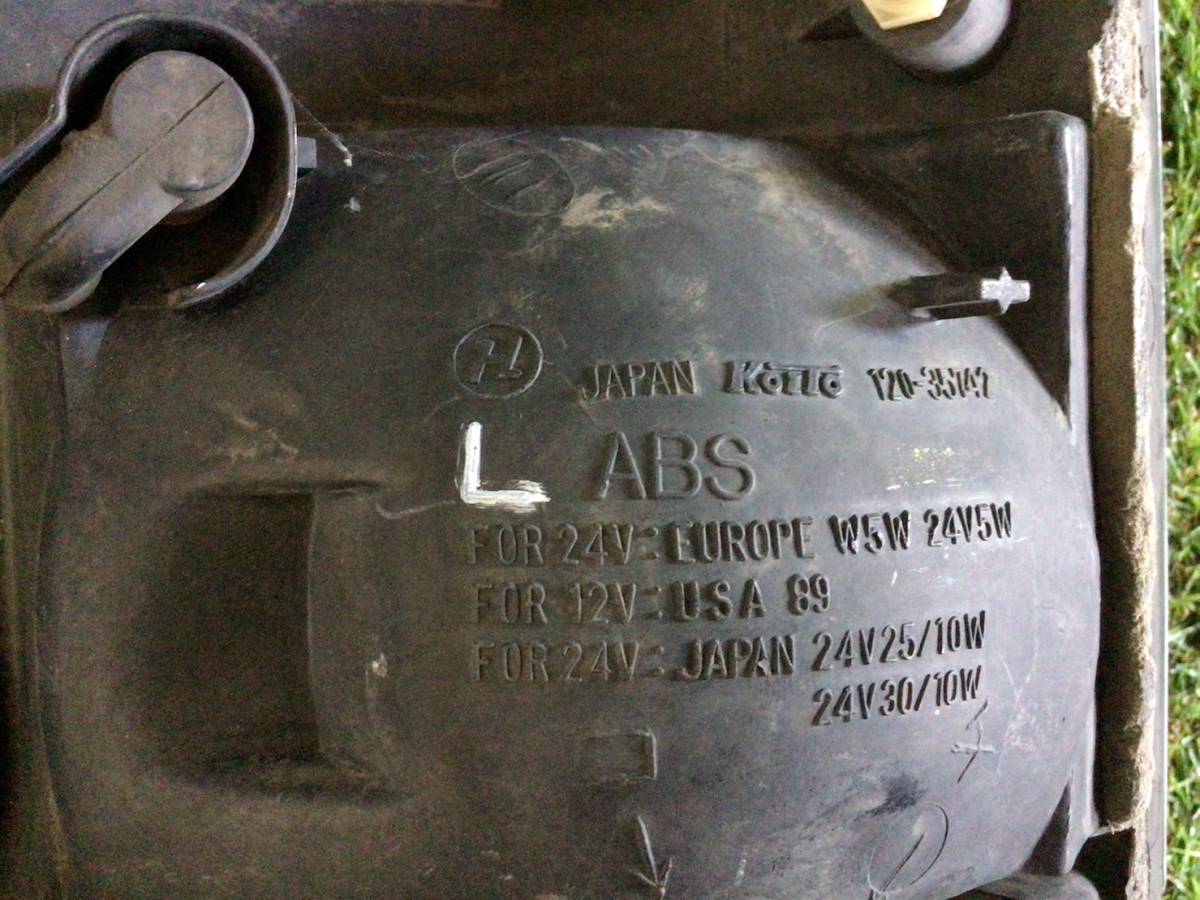 H
JAPAN KOITO 120-35742
L ABS
FOR 24V: EUROPE W5W 24V5W
FOR 12V: USA 89
FOR 24V: JAPAN 24V25/10W
24V30/10W